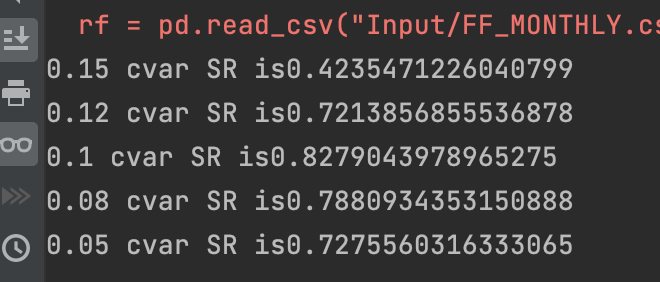 rf = pd.read_csv("Input/FF_MONTHLY.cs
0.15 cvar SR is0.4235471226040799
0.12 cvar SR is0.7213856855536878
0.1 cvar SR is0.8279043978965275
0.08 cvar SR is0.7880934353150888
0.05 cvar SR is0.7275560316333065